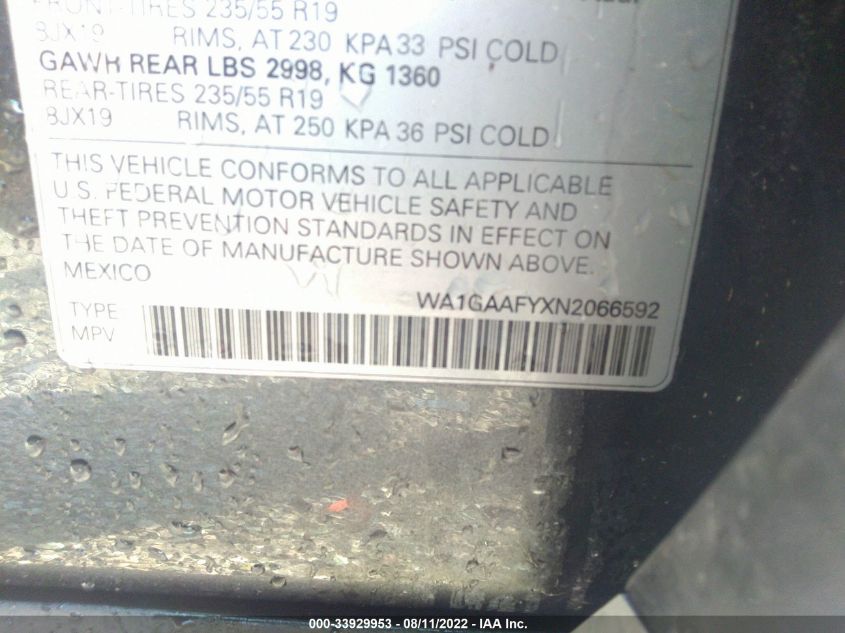 FRONT-TIRES 235/55 R19
8JX19 RIMS, AT 230 KPA 33 PSI COLD
GAWR REAR LBS 2998, KG 1360
REAR-TIRES 235/55 R19
8JX19 RIMS, AT 250 KPA 36 PSI COLD
THIS VEHICLE CONFORMS TO ALL APPLICABLE
U.S. FEDERAL MOTOR VEHICLE SAFETY AND
THEFT PREVENTION STANDARDS IN EFFECT ON
THE DATE OF MANUFACTURE SHOWN ABOVE.
MEXICO
WA1GAAFYXN2066592
TYPE
MPV
000-33929953 - 08/11/2022 - IAA Inc.